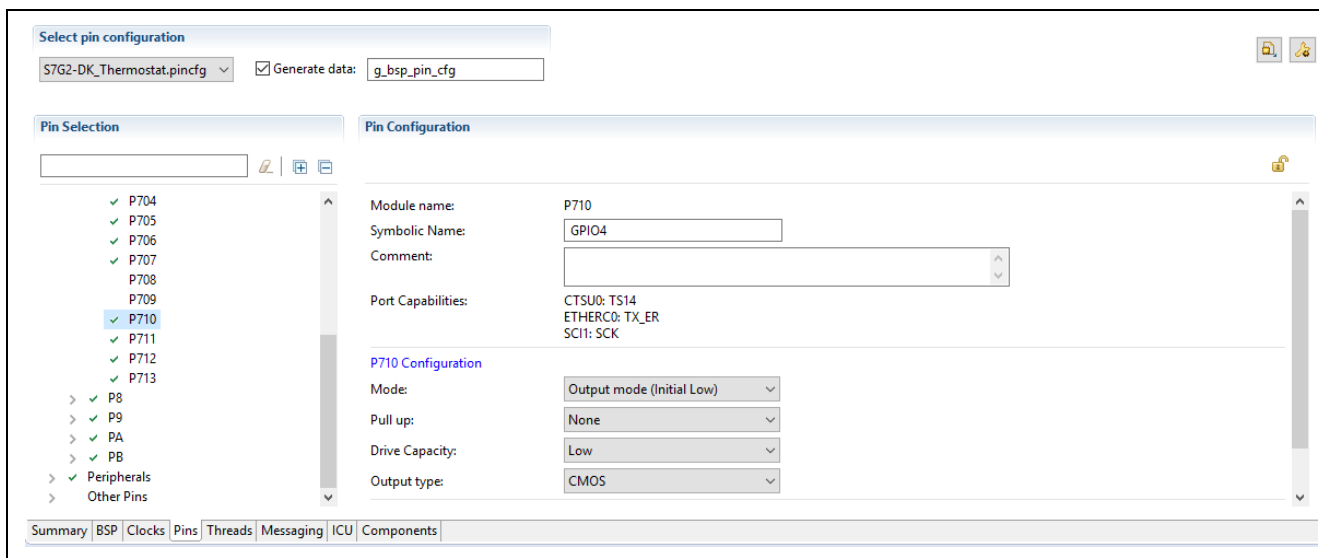 Select pin configuration
S7G2-DK_Thermostat.pincfg Generate data: g_bsp_pin_cfg
Pin Selection
P704
P705
P706
P707
P708
P709
P710
P711
P712
P713
P8
P9
PA
PB
Peripherals
Other Pins
Pin Configuration
Module name: P710
Symbolic Name: GPIO4
Comment:
Port Capabilities: CTSU0: TS14
ETHERC0: TX_ER
SCI1: SCK
P710 Configuration
Mode: Output mode (Initial Low)
Pull up: None
Drive Capacity: Low
Output type: CMOS
Summary BSP Clocks Pins Threads Messaging ICU Components